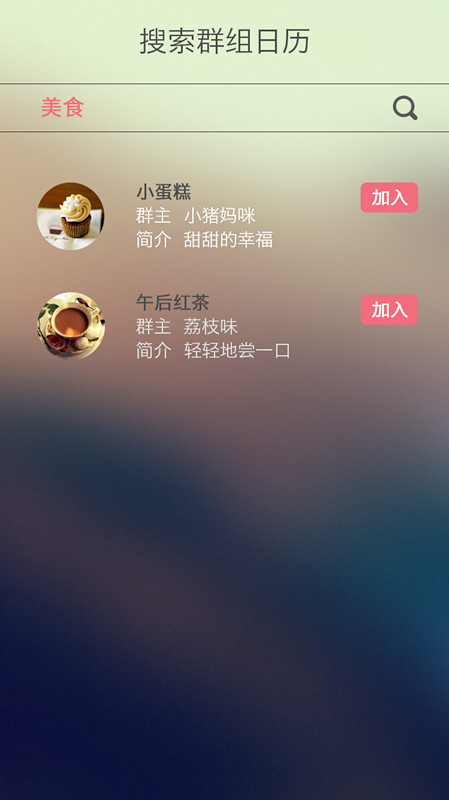 搜索群组日历
美食
小蛋糕
加入
群主 小猪妈咪
简介 甜甜的幸福
午后红茶
加入
群主 荔枝味
简介 轻轻地尝一口